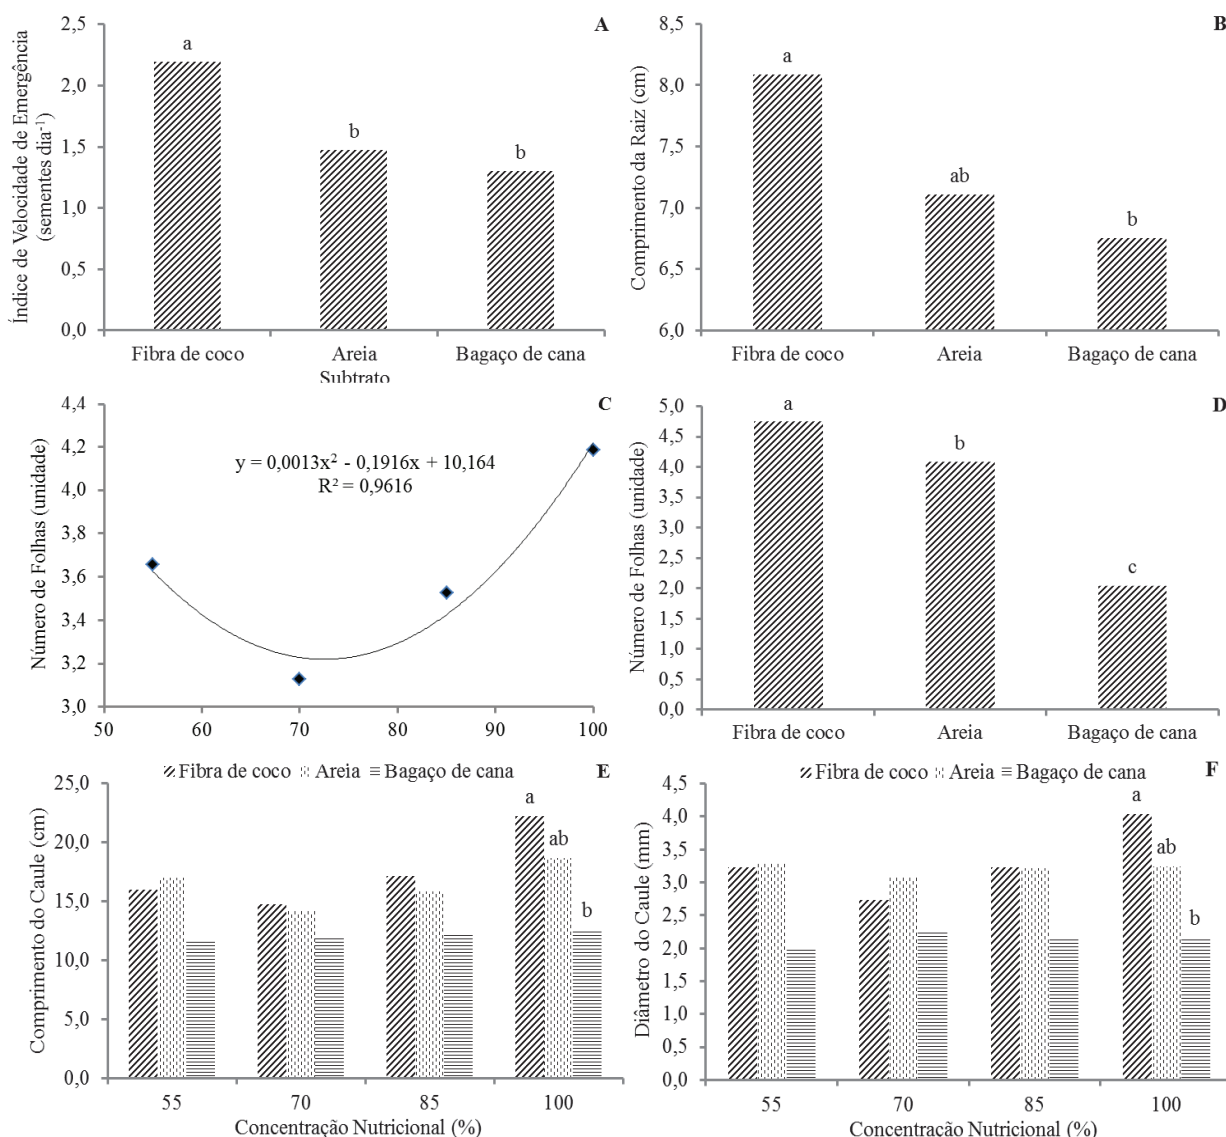 A
Índice de Velocidade de Emergência
(sementes dia⁻¹)
2,5
2,0
1,5
1,0
0,5
0,0
a
b
b
Fibra de coco
Areia
Bagaço de cana
Subtrato
B
Comprimento da Raiz (cm)
8,5
8,0
7,5
7,0
6,5
6,0
a
ab
b
Fibra de coco
Areia
Bagaço de cana
C
Número de Folhas (unidade)
4,4
4,2
4,0
3,8
3,6
3,4
3,2
3,0
y = 0,0013x² - 0,1916x + 10,164
R² = 0,9616
50
60
70
80
90
100
D
Número de Folhas (unidade)
5,0
4,5
4,0
3,5
3,0
2,5
2,0
1,5
1,0
0,5
0,0
a
b
c
Fibra de coco
Areia
Bagaço de cana
Fibra de coco
Areia
Bagaço de cana
E
Comprimento do Caule (cm)
25,0
20,0
15,0
10,0
5,0
0,0
a
ab
b
55
70
85
100
Concentração Nutricional (%)
Fibra de coco
Areia
Bagaço de cana
F
Diâmetro do Caule (mm)
4,5
4,0
3,5
3,0
2,5
2,0
1,5
1,0
0,5
0,0
a
ab
b
55
70
85
100
Concentração Nutricional (%)